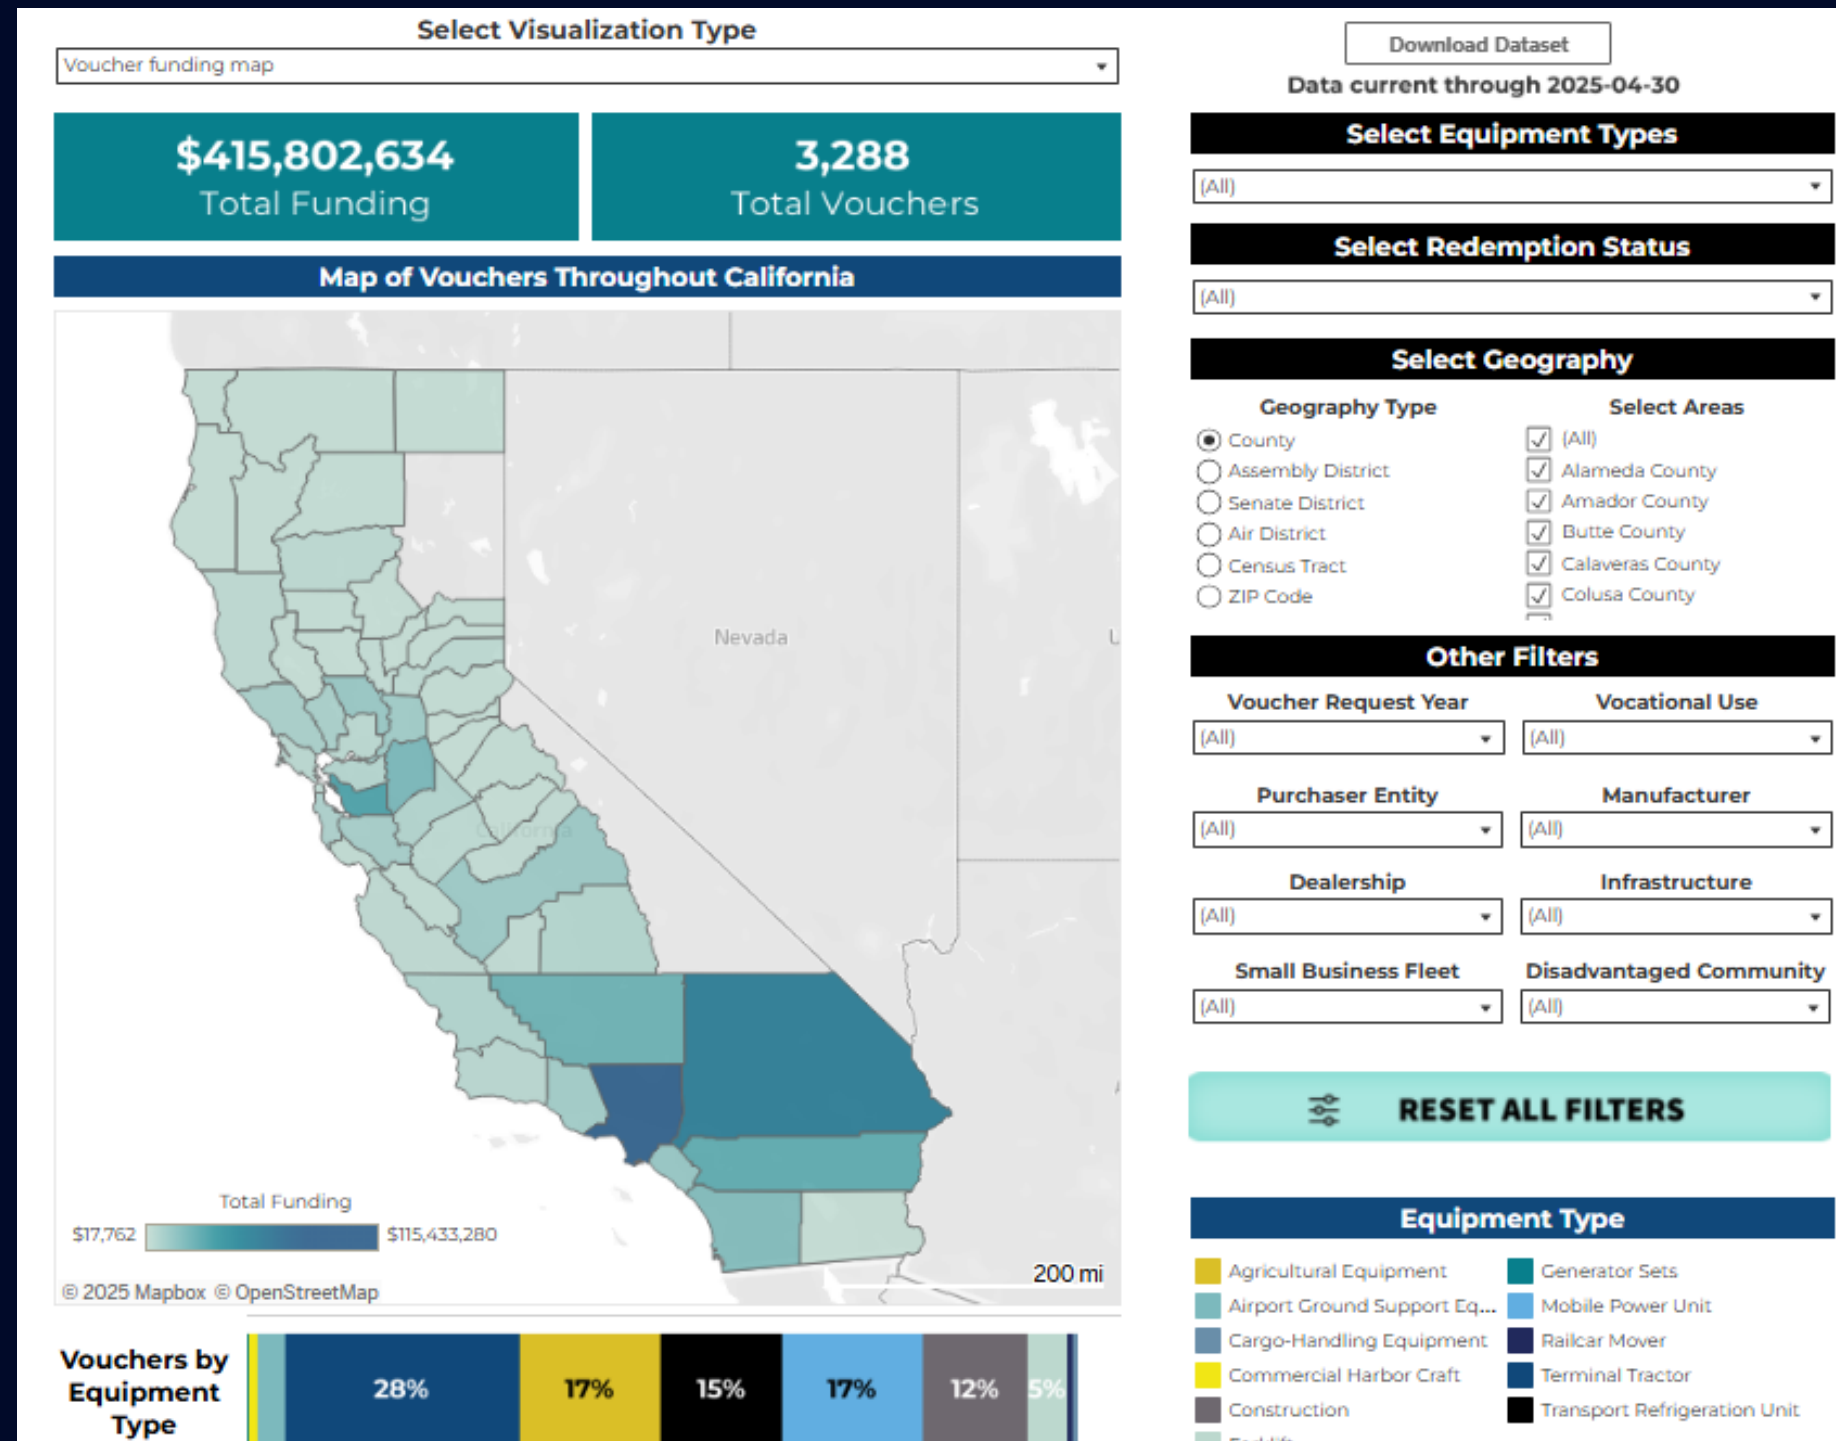 Select Visualization Type
Voucher funding map
$415,802,634
Total Funding
3,288
Total Vouchers
Map of Vouchers Throughout California
Nevada
California
Total Funding
$17,762
$115,433,280
200 mi
© 2025 Mapbox © OpenStreetMap
Vouchers by
Equipment
Type
28%
17%
15%
17%
12%
5%
Download Dataset
Data current through 2025-04-30
Select Equipment Types
(All)
Select Redemption Status
(All)
Select Geography
Geography Type
County
Assembly District
Senate District
Air District
Census Tract
ZIP Code
Select Areas
(All)
Alameda County
Amador County
Butte County
Calaveras County
Colusa County
Other Filters
Voucher Request Year
(All)
Vocational Use
(All)
Purchaser Entity
(All)
Manufacturer
(All)
Dealership
(All)
Infrastructure
(All)
Small Business Fleet
(All)
Disadvantaged Community
(All)
RESET ALL FILTERS
Equipment Type
Agricultural Equipment
Airport Ground Support Eq...
Cargo-Handling Equipment
Commercial Harbor Craft
Construction
Generator Sets
Mobile Power Unit
Railcar Mover
Terminal Tractor
Transport Refrigeration Unit